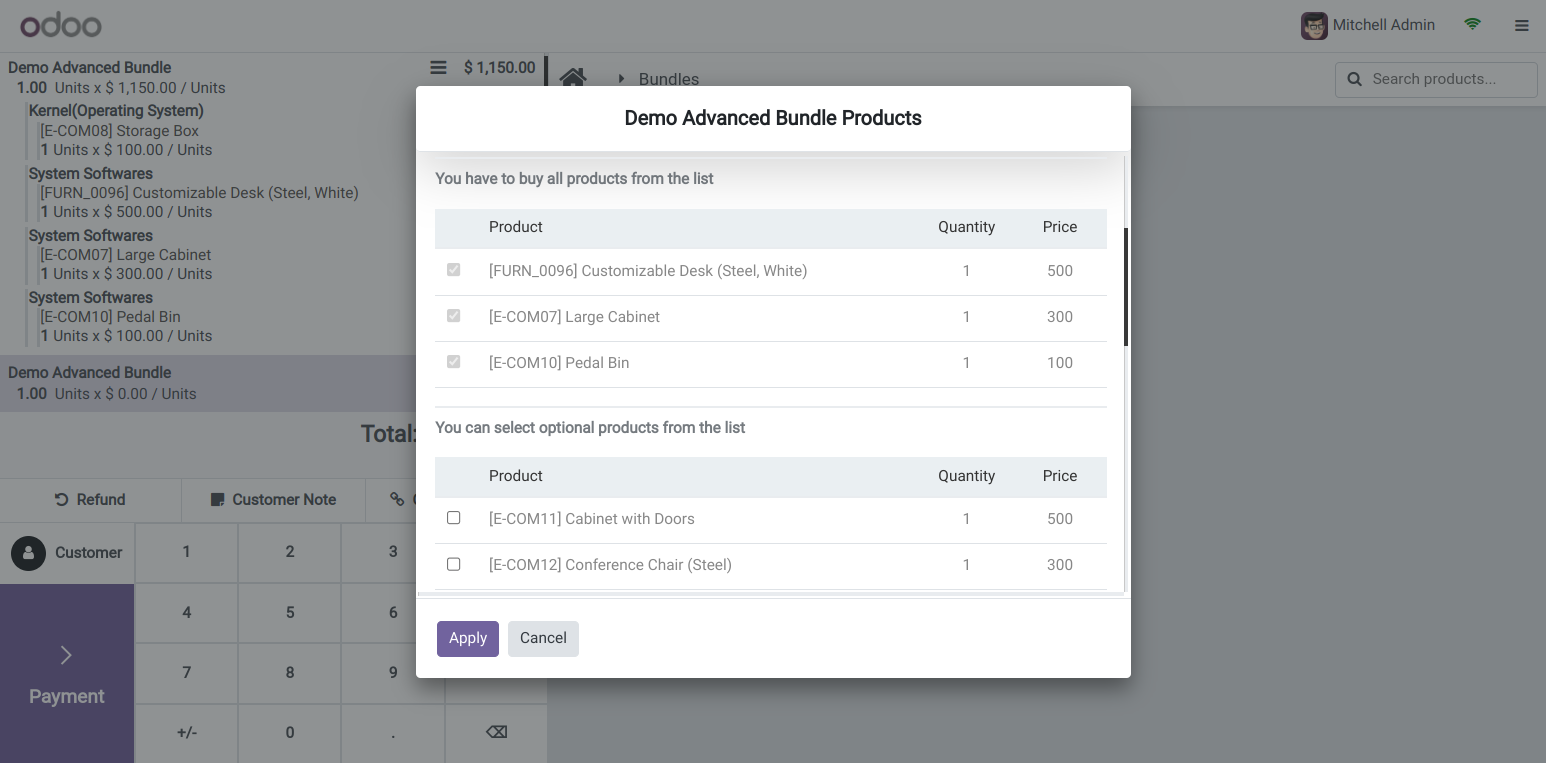 odoo
Mitchell Admin
Demo Advanced Bundle
$ 1,150.00
1.00 Units x $ 1,150.00 / Units
Kernel(Operating System)
[E-COM08] Storage Box
1 Units x $ 100.00 / Units
System Softwares
[FURN_0096] Customizable Desk (Steel, White)
1 Units x $ 500.00 / Units
System Softwares
[E-COM07] Large Cabinet
1 Units x $ 300.00 / Units
System Softwares
[E-COM10] Pedal Bin
1 Units x $ 100.00 / Units
Demo Advanced Bundle
1.00 Units x $ 0.00 / Units
Total:
Refund
Customer Note
Customer
1 2 3
4 5 6
7 8 9
+/- 0 .
Payment
Bundles
Search products...
Demo Advanced Bundle Products
You have to buy all products from the list
Product Quantity Price
[FURN_0096] Customizable Desk (Steel, White) 1 500
[E-COM07] Large Cabinet 1 300
[E-COM10] Pedal Bin 1 100
You can select optional products from the list
Product Quantity Price
[E-COM11] Cabinet with Doors 1 500
[E-COM12] Conference Chair (Steel) 1 300
Apply Cancel